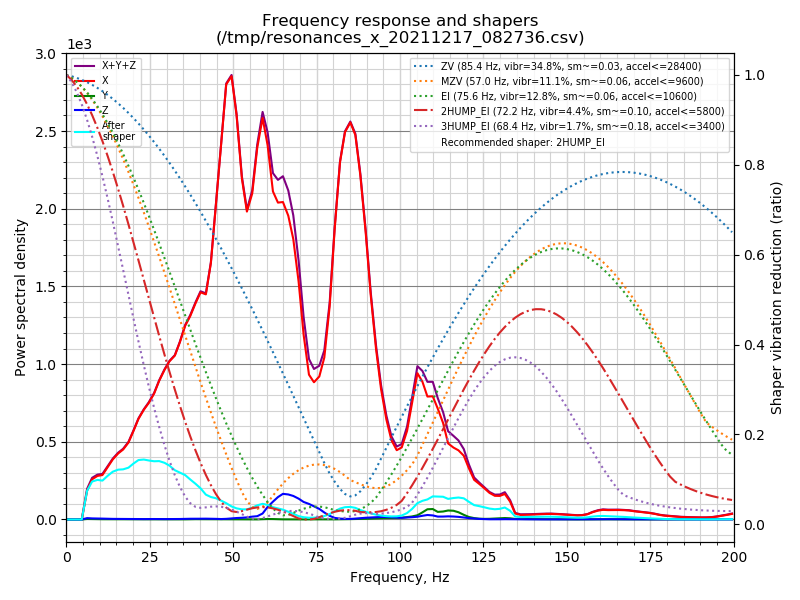 Frequency response and shapers
(/tmp/resonances_x_20211217_082736.csv)
1e3
X+Y+Z
X
Y
Z
After
shaper
ZV (85.4 Hz, vibr=34.8%, sm~=0.03, accel<=28400)
MZV (57.0 Hz, vibr=11.1%, sm~=0.06, accel<=9600)
EI (75.6 Hz, vibr=12.8%, sm~=0.06, accel<=10600)
2HUMP_EI (72.2 Hz, vibr=4.4%, sm~=0.10, accel<=5800)
3HUMP_EI (68.4 Hz, vibr=1.7%, sm~=0.18, accel<=3400)
Recommended shaper: 2HUMP_EI
3.0
2.5
2.0
1.5
1.0
0.5
0.0
Power spectral density
1.0
0.8
0.6
0.4
0.2
0.0
Shaper vibration reduction (ratio)
0 25 50 75 100 125 150 175 200
Frequency, Hz